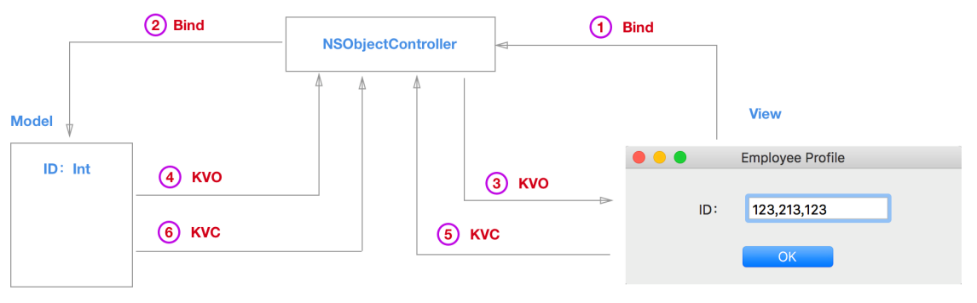 ② Bind
① Bind
NSObjectController
Model
View
ID：Int
Employee Profile
④ KVO
③ KVO
ID：
123,213,123
⑥ KVC
⑤ KVC
OK